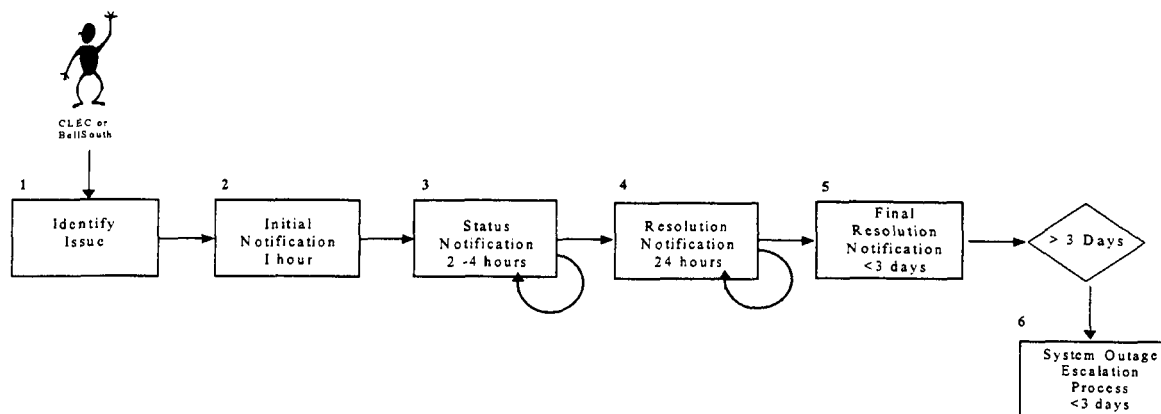 CLEC or
BellSouth
1
Identify
Issue
2
Initial
Notification
1 hour
3
Status
Notification
2 -4 hours
4
Resolution
Notification
24 hours
5
Final
Resolution
Notification
<3 days
> 3 Days
6
System Outage
Escalation
Process
<3 days